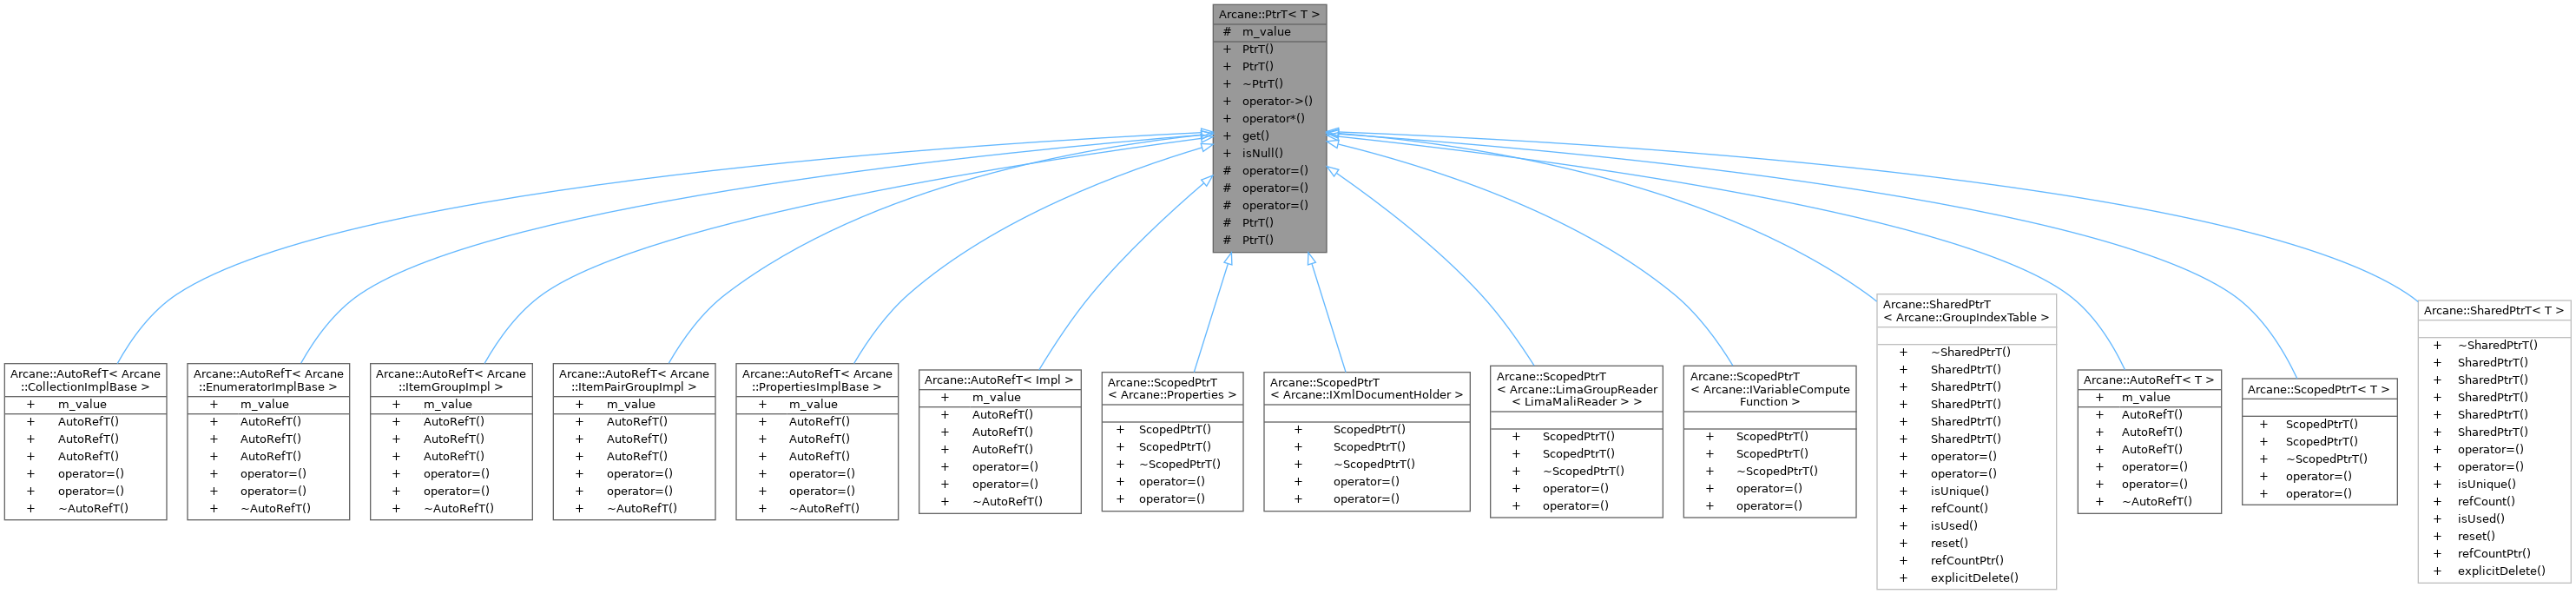 Arcane::PtrT< T >
# m_value
+ PtrT()
+ PtrT()
+ ~PtrT()
+ operator->()
+ operator*()
+ get()
+ isNull()
# operator=()
# operator=()
# operator=()
# PtrT()
# PtrT()
Arcane::AutoRefT< Arcane
::CollectionImplBase >
+ m_value
+ AutoRefT()
+ AutoRefT()
+ AutoRefT()
+ operator=()
+ operator=()
+ ~AutoRefT()
Arcane::AutoRefT< Arcane
::EnumeratorImplBase >
+ m_value
+ AutoRefT()
+ AutoRefT()
+ AutoRefT()
+ operator=()
+ operator=()
+ ~AutoRefT()
Arcane::AutoRefT< Arcane
::ItemGroupImpl >
+ m_value
+ AutoRefT()
+ AutoRefT()
+ AutoRefT()
+ operator=()
+ operator=()
+ ~AutoRefT()
Arcane::AutoRefT< Arcane
::ItemPairGroupImpl >
+ m_value
+ AutoRefT()
+ AutoRefT()
+ AutoRefT()
+ operator=()
+ operator=()
+ ~AutoRefT()
Arcane::AutoRefT< Arcane
::PropertiesImplBase >
+ m_value
+ AutoRefT()
+ AutoRefT()
+ AutoRefT()
+ operator=()
+ operator=()
+ ~AutoRefT()
Arcane::AutoRefT< Impl >
+ m_value
+ AutoRefT()
+ AutoRefT()
+ AutoRefT()
+ operator=()
+ operator=()
+ ~AutoRefT()
Arcane::ScopedPtrT
< Arcane::Properties >
+ ScopedPtrT()
+ ScopedPtrT()
+ ~ScopedPtrT()
+ operator=()
+ operator=()
Arcane::ScopedPtrT
< Arcane::IXmlDocumentHolder >
+ ScopedPtrT()
+ ScopedPtrT()
+ ~ScopedPtrT()
+ operator=()
+ operator=()
Arcane::ScopedPtrT
< Arcane::LimaGroupReader
< LimaMaliReader > >
+ ScopedPtrT()
+ ScopedPtrT()
+ ~ScopedPtrT()
+ operator=()
+ operator=()
Arcane::ScopedPtrT
< Arcane::IVariableCompute
Function >
+ ScopedPtrT()
+ ScopedPtrT()
+ ~ScopedPtrT()
+ operator=()
+ operator=()
Arcane::SharedPtrT
< Arcane::GroupIndexTable >
+ ~SharedPtrT()
+ SharedPtrT()
+ SharedPtrT()
+ SharedPtrT()
+ SharedPtrT()
+ SharedPtrT()
+ operator=()
+ operator=()
+ isUnique()
+ refCount()
+ isUsed()
+ reset()
+ refCountPtr()
+ explicitDelete()
Arcane::AutoRefT< T >
+ m_value
+ AutoRefT()
+ AutoRefT()
+ AutoRefT()
+ operator=()
+ operator=()
+ ~AutoRefT()
Arcane::ScopedPtrT< T >
+ ScopedPtrT()
+ ScopedPtrT()
+ ~ScopedPtrT()
+ operator=()
+ operator=()
Arcane::SharedPtrT< T >
+ ~SharedPtrT()
+ SharedPtrT()
+ SharedPtrT()
+ SharedPtrT()
+ SharedPtrT()
+ SharedPtrT()
+ operator=()
+ operator=()
+ isUnique()
+ refCount()
+ isUsed()
+ reset()
+ refCountPtr()
+ explicitDelete()